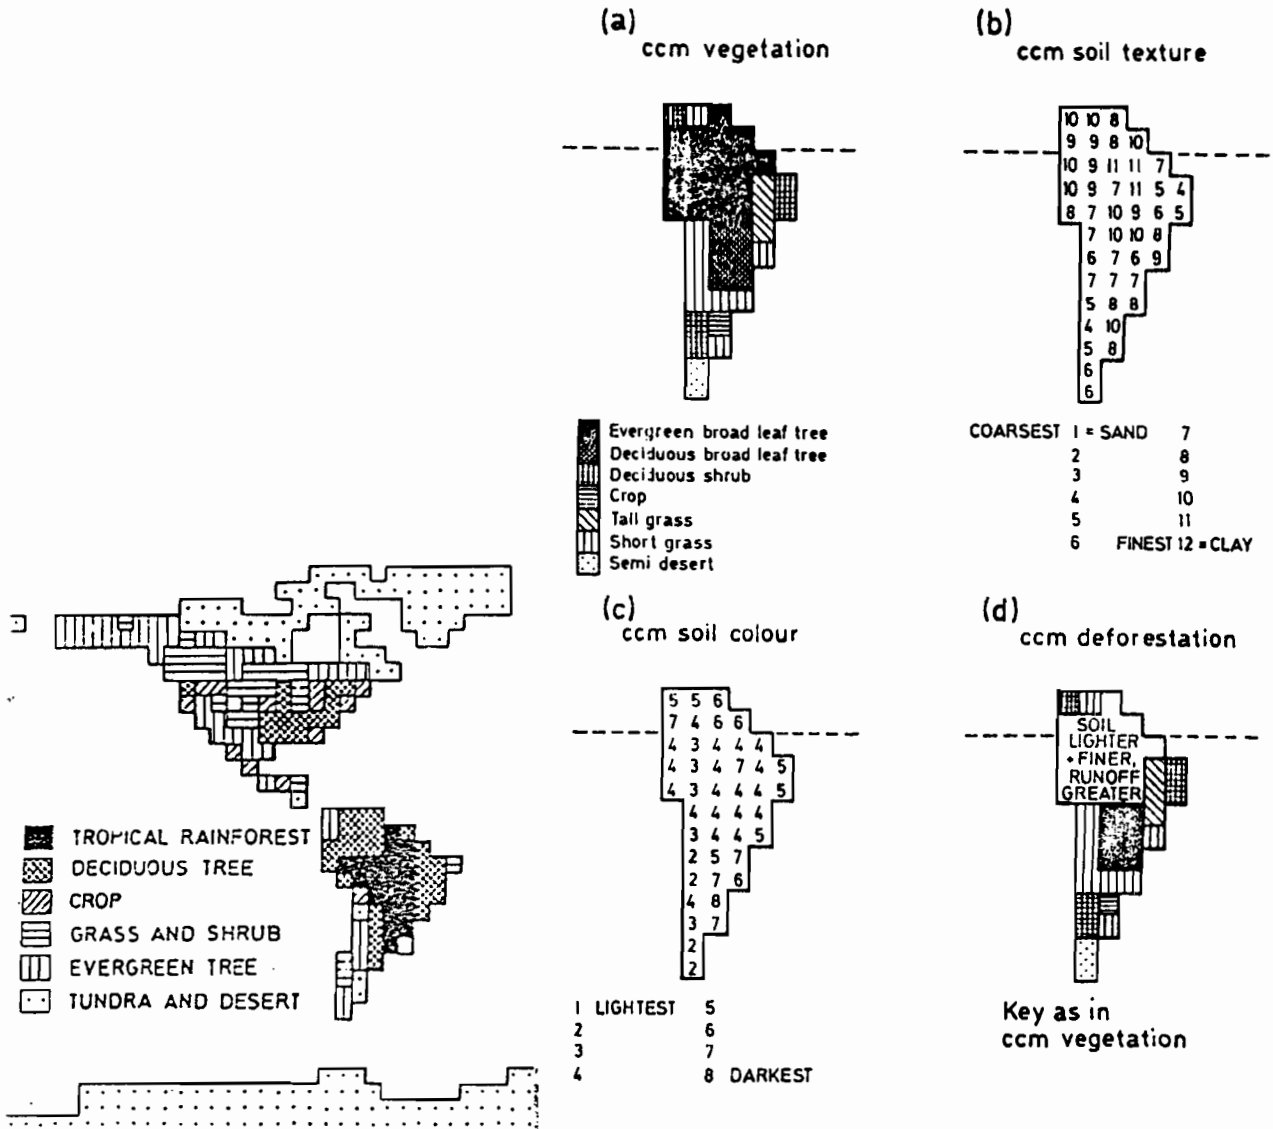 (a)
ccm vegetation
Evergreen broad leaf tree
Deciduous broad leaf tree
Deciduous shrub
Crop
Tall grass
Short grass
Semi desert
(b)
ccm soil texture
10 10 8
9 9 8 10
10 9 11 11 7
10 9 7 11 5 4
8 7 10 9 6 5
7 10 10 8
6 7 6 9
7 7 7
5 8 8
4 10
5 8
6
6
COARSEST 1 = SAND 7
2 8
3 9
4 10
5 11
6 FINEST 12 = CLAY
TROPICAL RAINFOREST
DECIDUOUS TREE
CROP
GRASS AND SHRUB
EVERGREEN TREE
TUNDRA AND DESERT
(c)
ccm soil colour
5 5 6
7 4 6 6
4 3 4 4 4
4 3 4 7 4 5
4 3 4 4 4 5
4 4 4 4
3 4 4 5
2 5 7
2 7 6
4 8
3 7
2
2
1 LIGHTEST 5
2 6
3 7
4 8 DARKEST
(d)
ccm deforestation
SOIL
LIGHTER
+ FINER,
RUNOFF
GREATER
Key as in
ccm vegetation